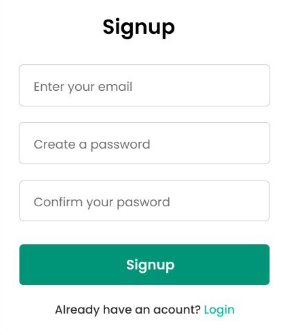 Signup
Enter your email
Create a password
Confirm your pasword
Signup
Already have an acount? Login